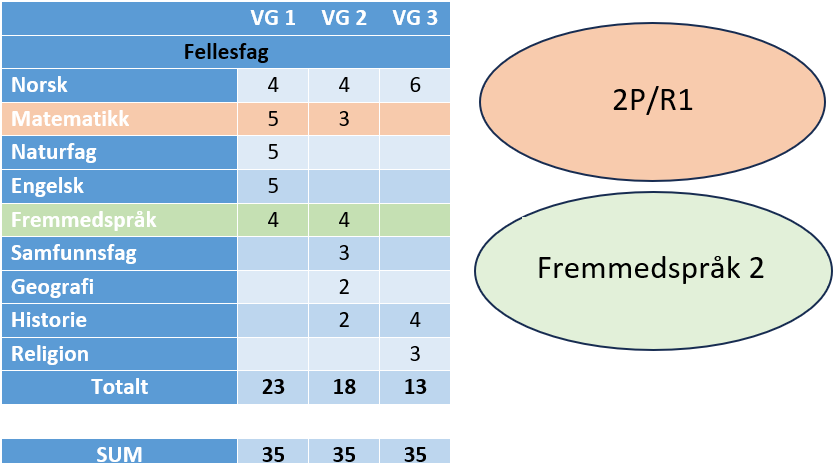 VG 1 VG 2 VG 3
Fellesfag
Norsk 4 4 6
Matematikk 5 3
Naturfag 5
Engelsk 5
Fremmedspråk 4 4
Samfunnsfag 3
Geografi 2
Historie 2 4
Religion 3
Totalt 23 18 13
SUM 35 35 35
2P/R1
Fremmedspråk 2